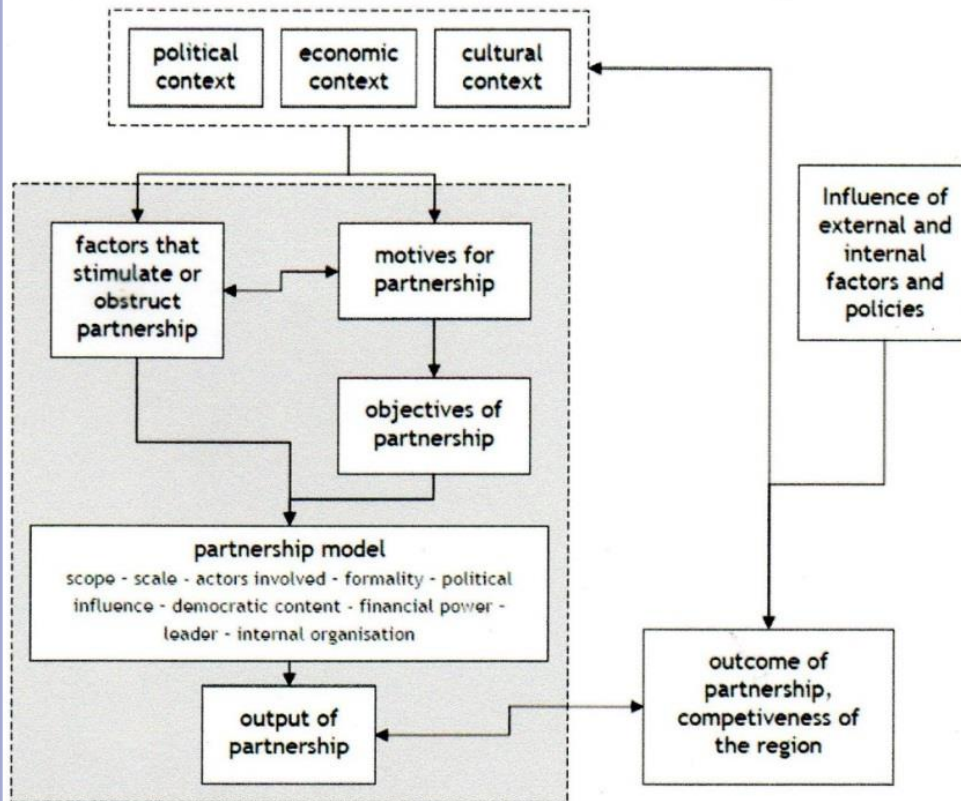 political
context
economic
context
cultural
context
factors that
stimulate or
obstruct
partnership
motives for
partnership
Influence of
external and
internal
factors and
policies
objectives of
partnership
partnership model
scope - scale - actors involved - formality - political
influence - democratic content - financial power -
leader - internal organisation
output of
partnership
outcome of
partnership,
competiveness of
the region